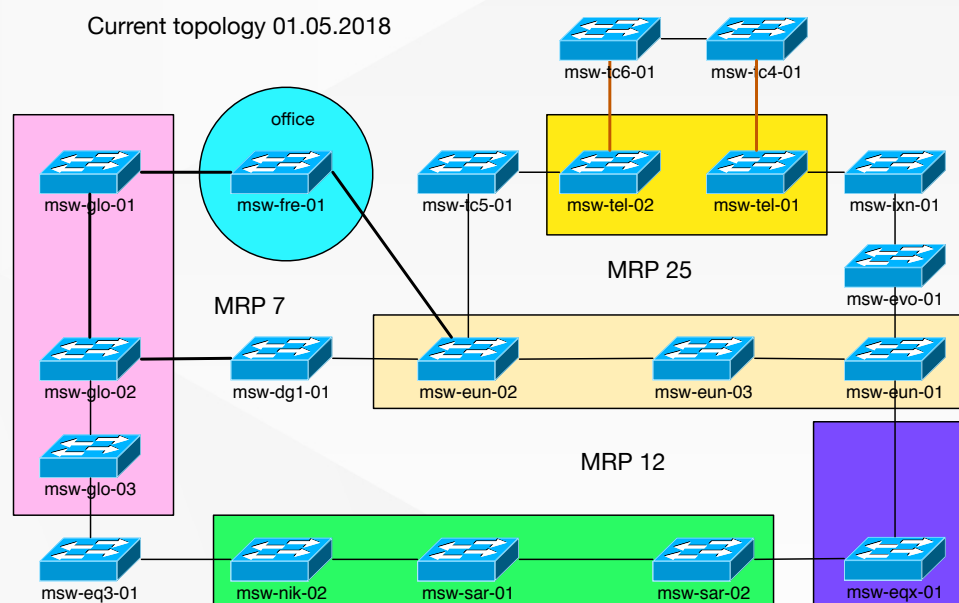 Current topology 01.05.2018
msw-tc6-01
msw-tc4-01
office
msw-glo-01
msw-fre-01
msw-tc5-01
msw-tel-02
msw-tel-01
msw-ixn-01
MRP 25
MRP 7
msw-evo-01
msw-glo-02
msw-dg1-01
msw-eun-02
msw-eun-03
msw-eun-01
MRP 12
msw-glo-03
msw-eq3-01
msw-nik-02
msw-sar-01
msw-sar-02
msw-eqx-01